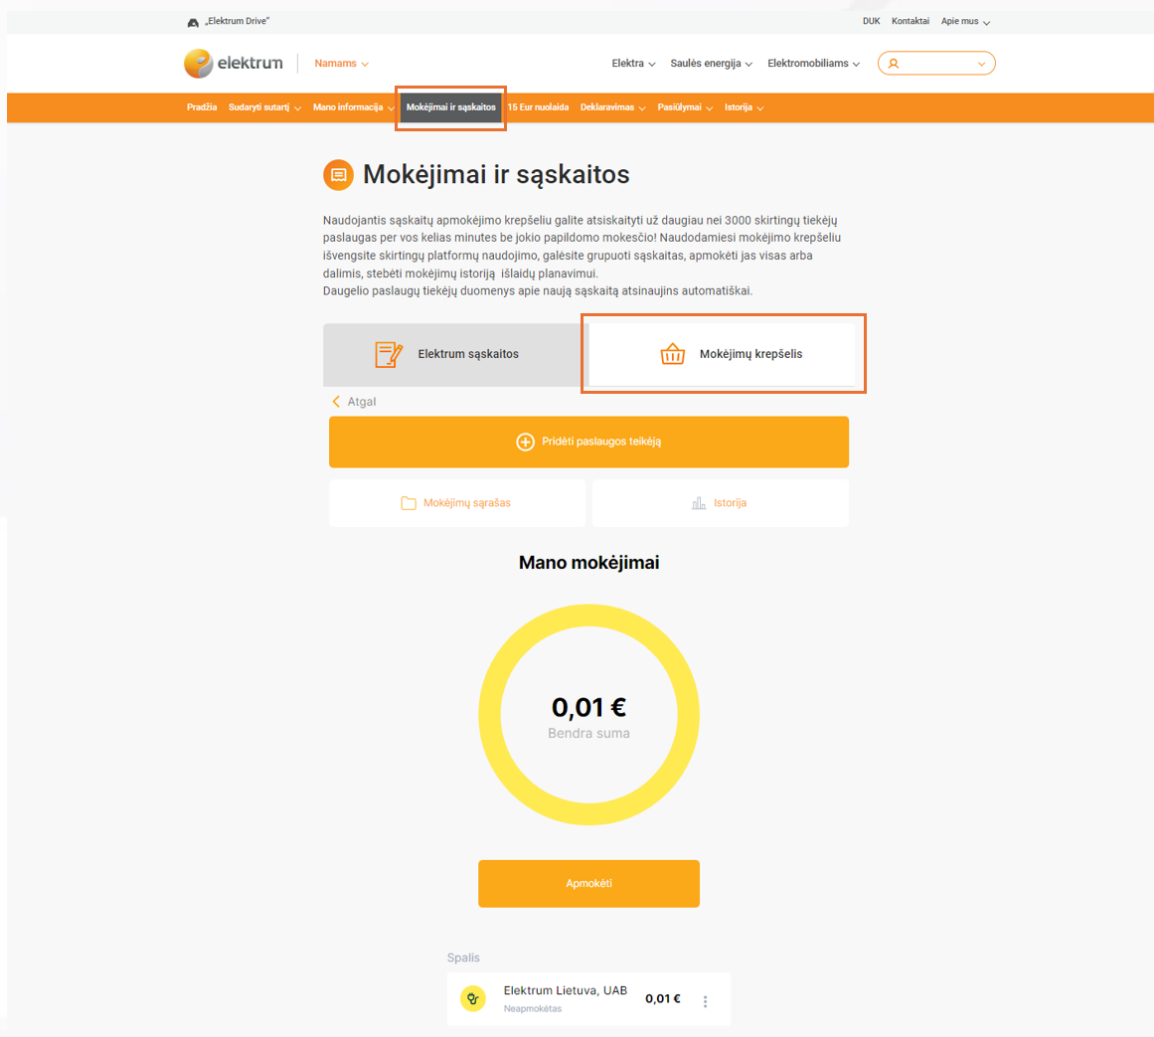 „Elektrum Drive"
DUK Kontaktai Apie mus
elektrum Namams Elektra Saulės energija Elektromobiliams
Pradžia Sudaryti sutartį Mano informacija Mokėjimai ir sąskaitos 15 Eur nuolaida Deklaravimas Pasiūlymai Istorija
Mokėjimai ir sąskaitos
Naudojantis sąskaitų apmokėjimo krepšeliu galite atsiskaityti už daugiau nei 3000 skirtingų tiekėjų
paslaugas per vos kelias minutes be jokio papildomo mokesčio! Naudodamiesi mokėjimo krepšeliu
išvengsite skirtingų platformų naudojimo, galėsite grupuoti sąskaitas, apmokėti jas visas arba
dalimis, stebėti mokėjimų istoriją išlaidų planavimui.
Daugelio paslaugų tiekėjų duomenys apie naują sąskaitą atsinaujins automatiškai.
Elektrum sąskaitos
Mokėjimų krepšelis
Atgal
Pridėti paslaugos teikėją
Mokėjimų sąrašas
Istorija
Mano mokėjimai
0,01 €
Bendra suma
Apmokėti
Spalis
Elektrum Lietuva, UAB
0,01 €
Neapmokėtas